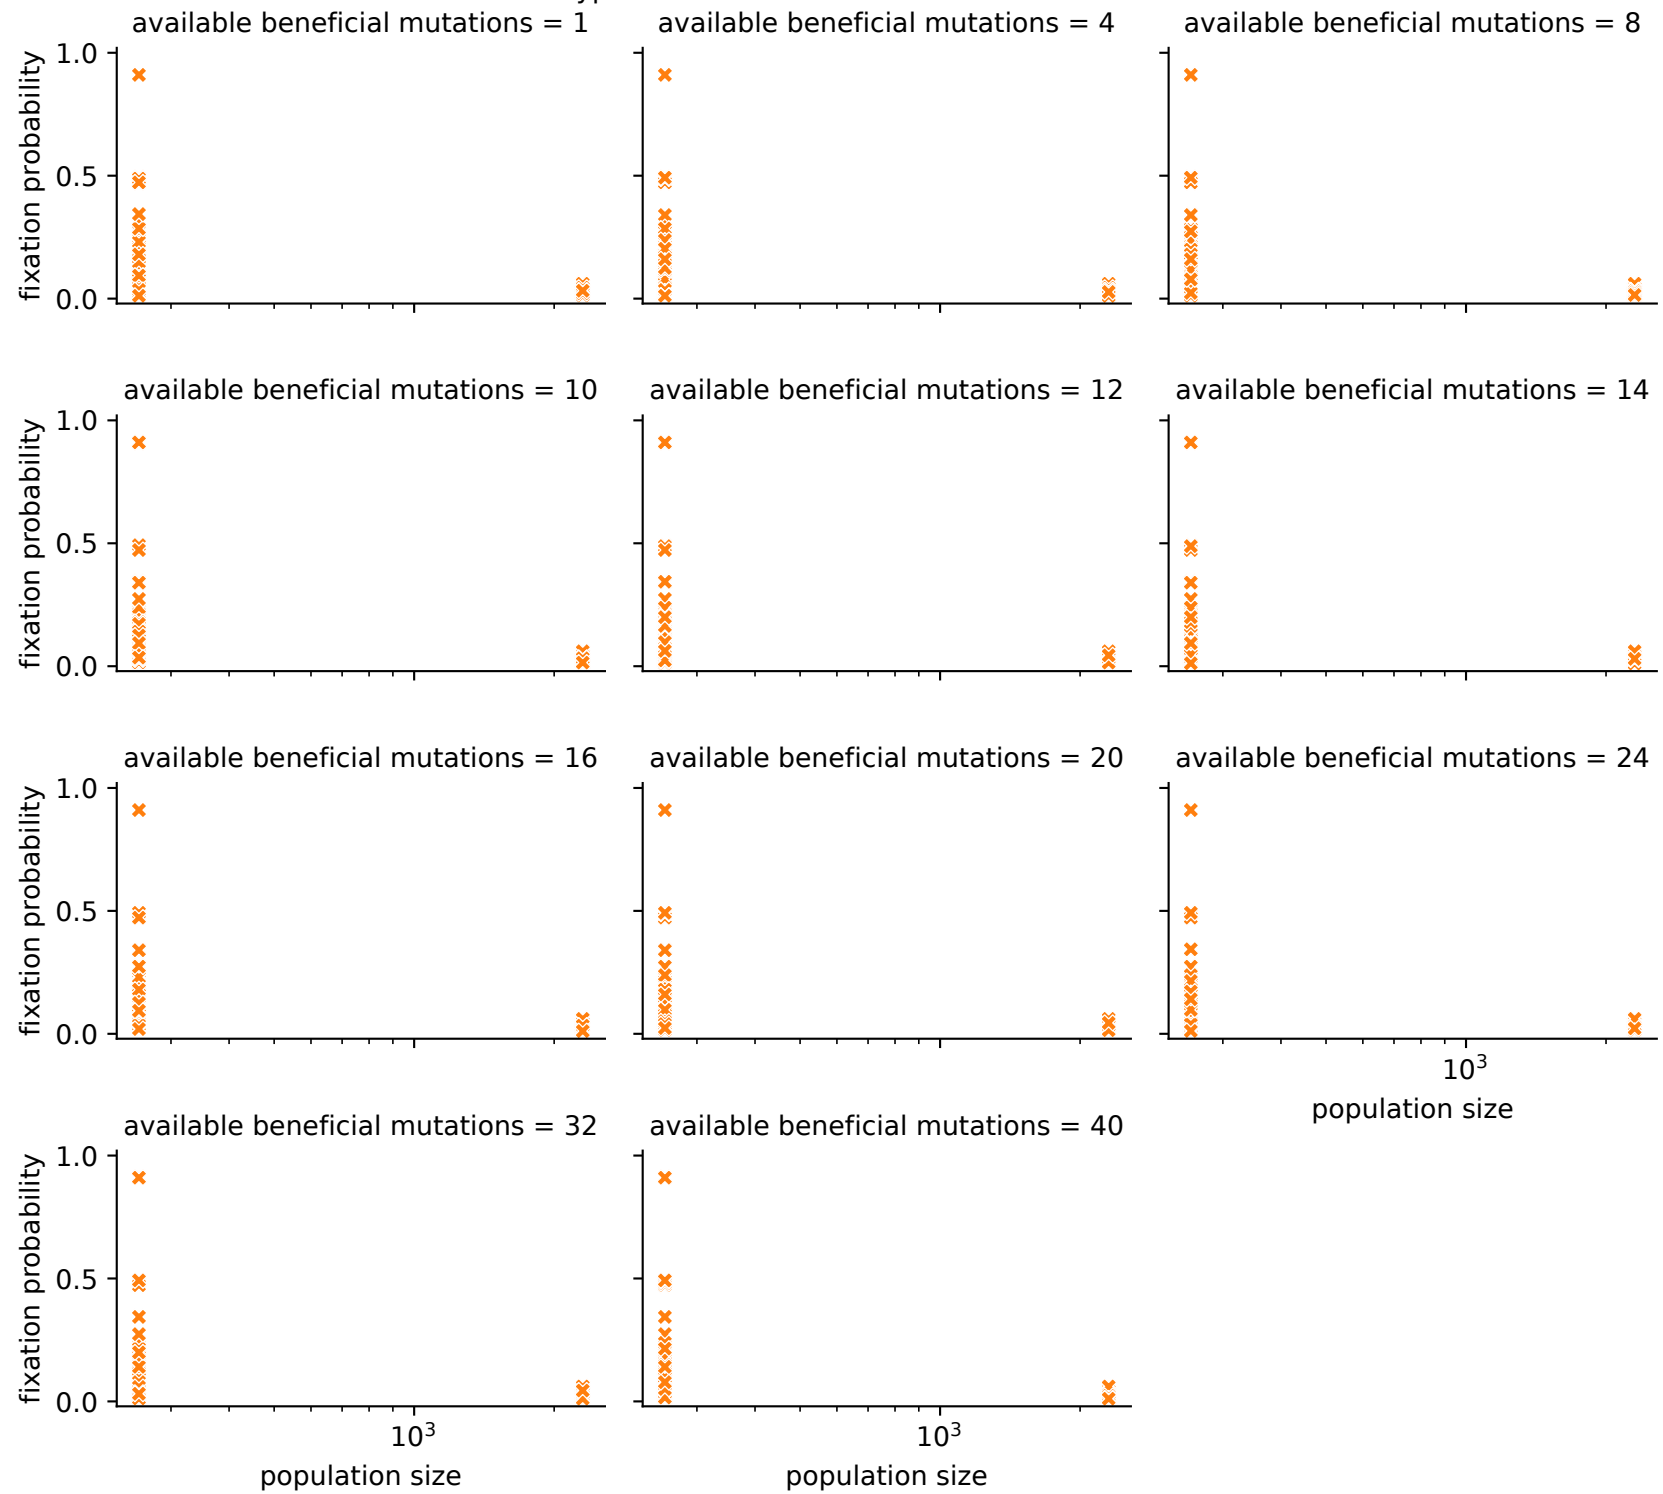 available beneficial mutations = 1 available beneficial mutations = 4 available beneficial mutations = 8
1.0
0.5
0.0
fixation probability
available beneficial mutations = 10 available beneficial mutations = 12 available beneficial mutations = 14
1.0
0.5
0.0
fixation probability
available beneficial mutations = 16 available beneficial mutations = 20 available beneficial mutations = 24
1.0
0.5
0.0
fixation probability
10³
population size
available beneficial mutations = 32 available beneficial mutations = 40
1.0
0.5
0.0
fixation probability
10³ 10³
population size population size